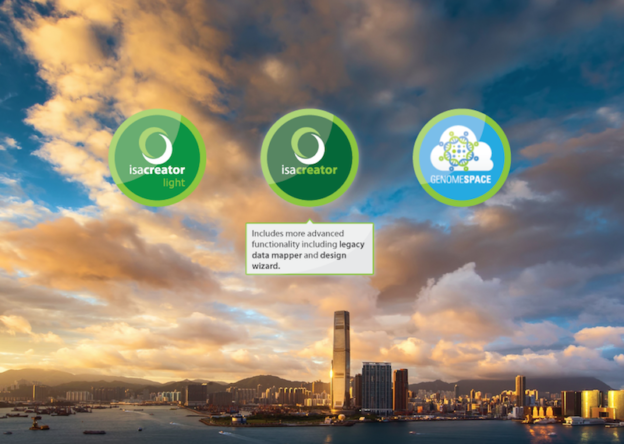 isacreator
light
isacreator
GENOMESPACE
Includes more advanced
functionality including legacy
data mapper and design
wizard.